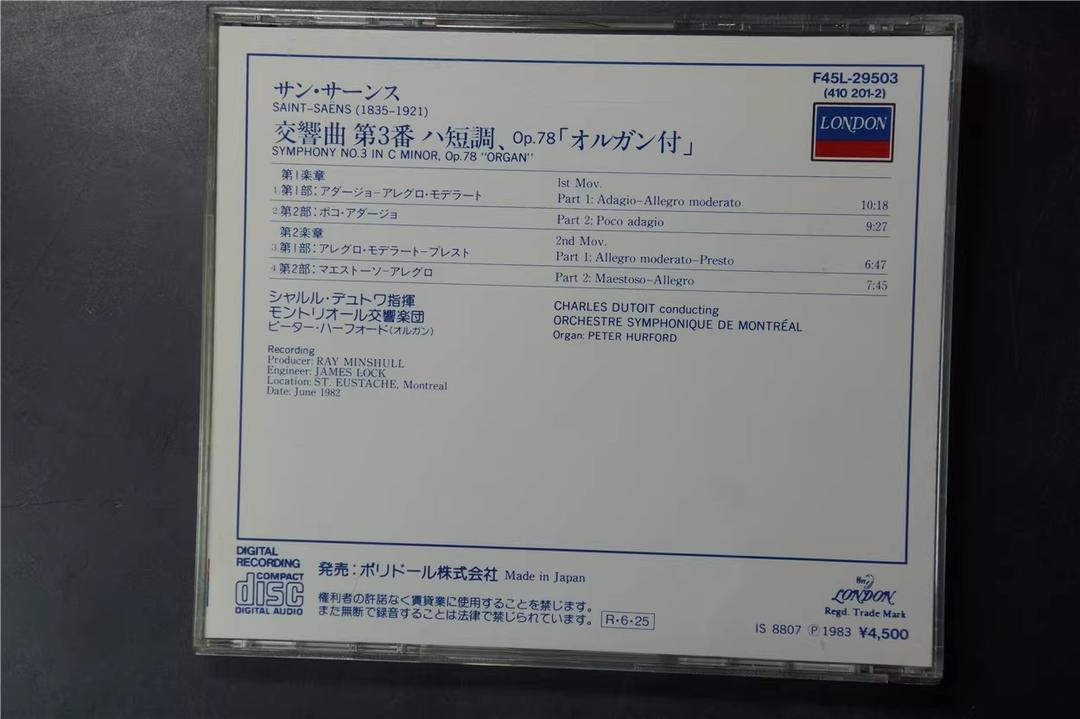 サン・サーンス
SAINT-SAËNS (1835-1921)
交響曲 第3番 ハ短調、Op.78「オルガン付」
SYMPHONY NO.3 IN C MINOR, Op.78 "ORGAN"
F45L-29503
(410 201-2)
LONDON
第1楽章
1st Mov.
1 第1部:アダージョ-アレグロ・モデラート Part 1: Adagio-Allegro moderato 10:18
2 第2部:ポコ・アダージョ Part 2: Poco adagio 9:27
第2楽章
2nd Mov.
3 第1部:アレグロ・モデラート-プレスト Part 1: Allegro moderato-Presto 6:47
4 第2部:マエストーソ-アレグロ Part 2: Maestoso-Allegro 7:45
シャルル・デュトワ指揮
モントリオール交響楽団
ピーター・ハーフォード(オルガン)
CHARLES DUTOIT conducting
ORCHESTRE SYMPHONIQUE DE MONTRÉAL
Organ: PETER HURFORD
Recording
Producer: RAY MINSHULL
Engineer: JAMES LOCK
Location: ST. EUSTACHE, Montreal
Date: June 1982
DIGITAL
RECORDING
COMPACT
disc
DIGITAL AUDIO
発売:ポリドール株式会社 Made in Japan
権利者の許諾なく賃貸業に使用することを禁じます。
また無断で録音することは法律で禁じられています。
R・6・25
LONDON
Regd. Trade Mark
IS 8807 ℗1983 ¥4,500